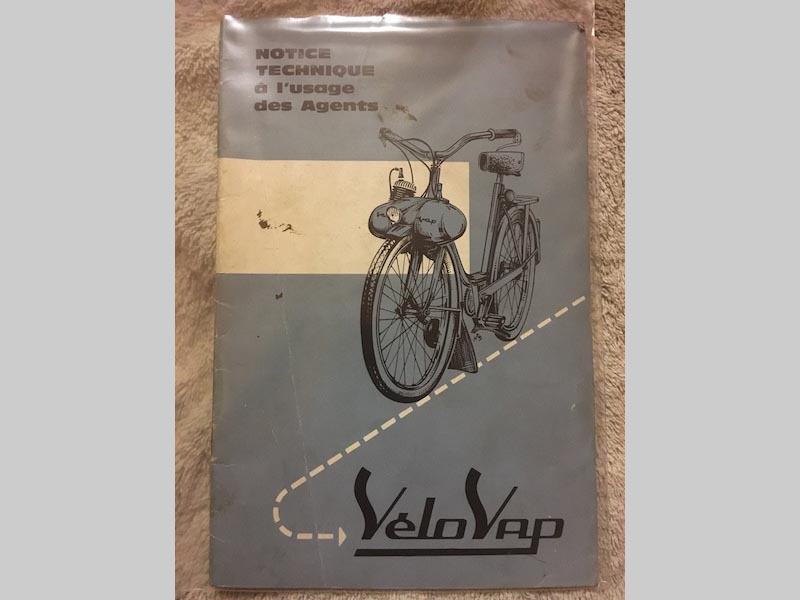 NOTICE
TECHNIQUE
à l'usage
des Agents
VéloVAP